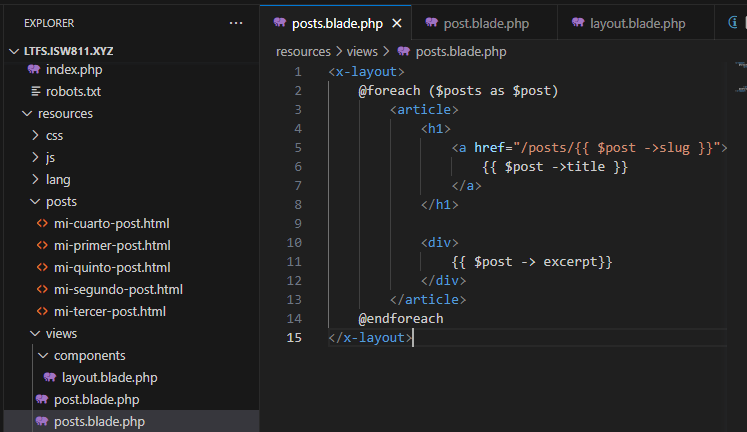 EXPLORER
LTFS.ISW811.XYZ
index.php
robots.txt
resources
css
js
lang
posts
mi-cuarto-post.html
mi-primer-post.html
mi-quinto-post.html
mi-segundo-post.html
mi-tercer-post.html
views
components
layout.blade.php
post.blade.php
posts.blade.php
posts.blade.php post.blade.php layout.blade.php
resources > views > posts.blade.php
1 <x-layout>
2 @foreach ($posts as $post)
3 <article>
4 <h1>
5 <a href="/posts/{{ $post ->slug }}">
6 {{ $post ->title }}
7 </a>
8 </h1>
9
10 <div>
11 {{ $post -> excerpt}}
12 </div>
13 </article>
14 @endforeach
15 </x-layout>